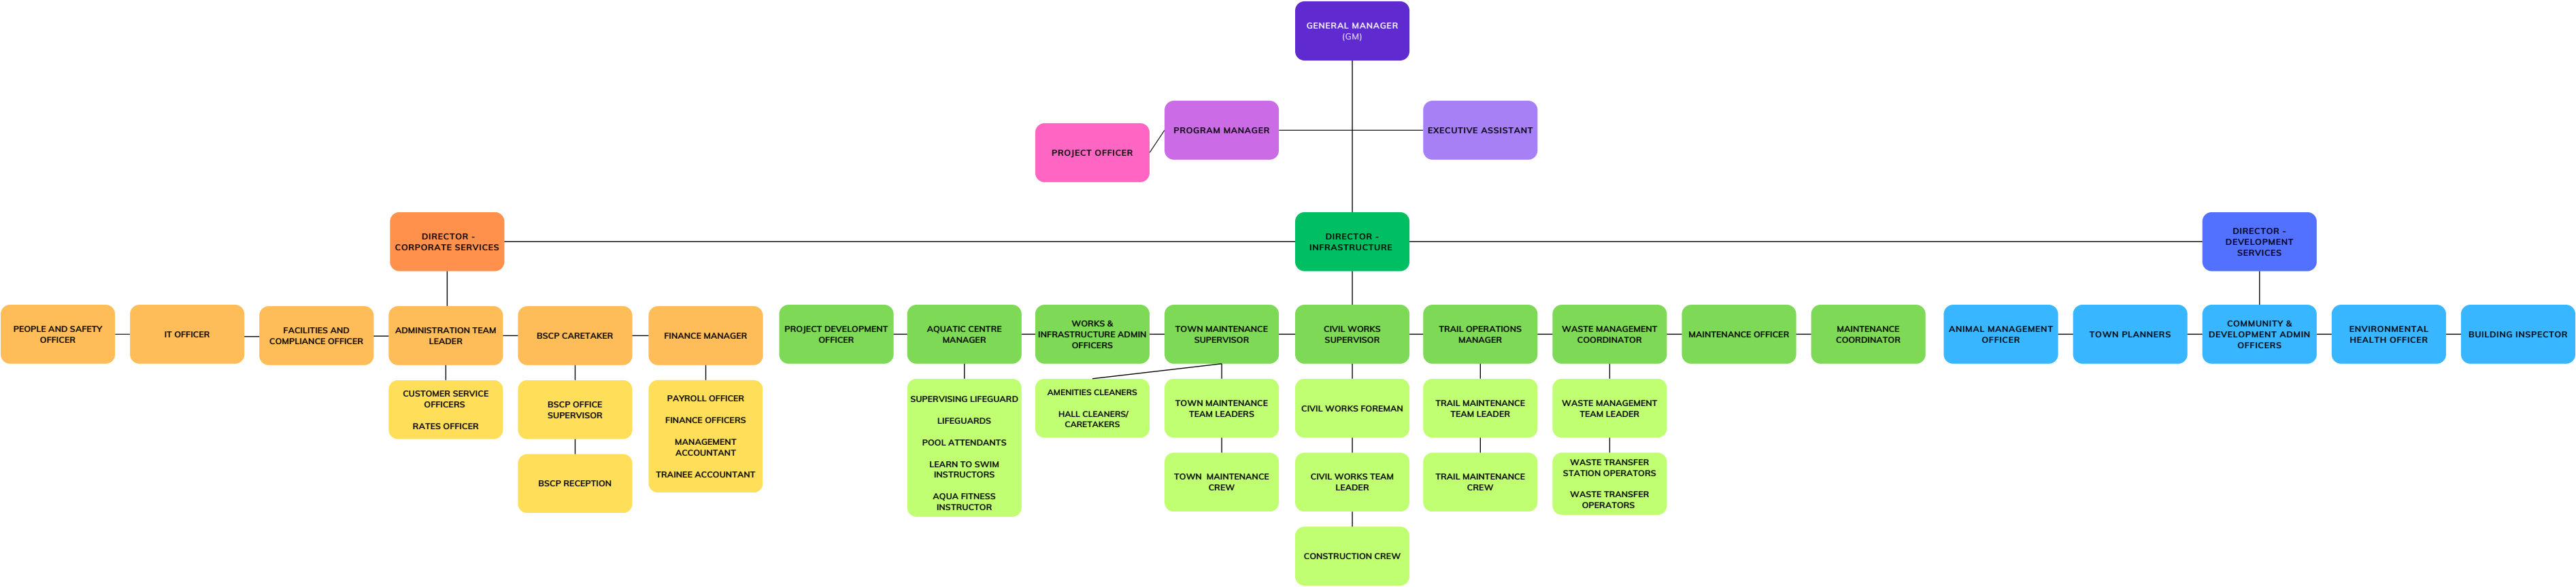 GENERAL MANAGER
(GM)
PROGRAM MANAGER
EXECUTIVE ASSISTANT
PROJECT OFFICER
DIRECTOR -
CORPORATE SERVICES
DIRECTOR -
INFRASTRUCTURE
DIRECTOR -
DEVELOPMENT
SERVICES
PEOPLE AND SAFETY
OFFICER
IT OFFICER
FACILITIES AND
COMPLIANCE OFFICER
ADMINISTRATION TEAM
LEADER
BSCP CARETAKER
FINANCE MANAGER
PROJECT DEVELOPMENT
OFFICER
AQUATIC CENTRE
MANAGER
WORKS &
INFRASTRUCTURE ADMIN
OFFICERS
TOWN MAINTENANCE
SUPERVISOR
CIVIL WORKS
SUPERVISOR
TRAIL OPERATIONS
MANAGER
WASTE MANAGEMENT
COORDINATOR
MAINTENANCE OFFICER
MAINTENANCE
COORDINATOR
ANIMAL MANAGEMENT
OFFICER
TOWN PLANNERS
COMMUNITY &
DEVELOPMENT ADMIN
OFFICERS
ENVIRONMENTAL
HEALTH OFFICER
BUILDING INSPECTOR
CUSTOMER SERVICE
OFFICERS
RATES OFFICER
BSCP OFFICE
SUPERVISOR
BSCP RECEPTION
PAYROLL OFFICER
FINANCE OFFICERS
MANAGEMENT
ACCOUNTANT
TRAINEE ACCOUNTANT
SUPERVISING LIFEGUARD
LIFEGUARDS
POOL ATTENDANTS
LEARN TO SWIM
INSTRUCTORS
AQUA FITNESS
INSTRUCTOR
AMENITIES CLEANERS
HALL CLEANERS/
CARETAKERS
TOWN MAINTENANCE
TEAM LEADERS
TOWN MAINTENANCE
CREW
CIVIL WORKS FOREMAN
CIVIL WORKS TEAM
LEADER
CONSTRUCTION CREW
TRAIL MAINTENANCE
TEAM LEADER
TRAIL MAINTENANCE
CREW
WASTE MANAGEMENT
TEAM LEADER
WASTE TRANSFER
STATION OPERATORS
WASTE TRANSFER
OPERATORS